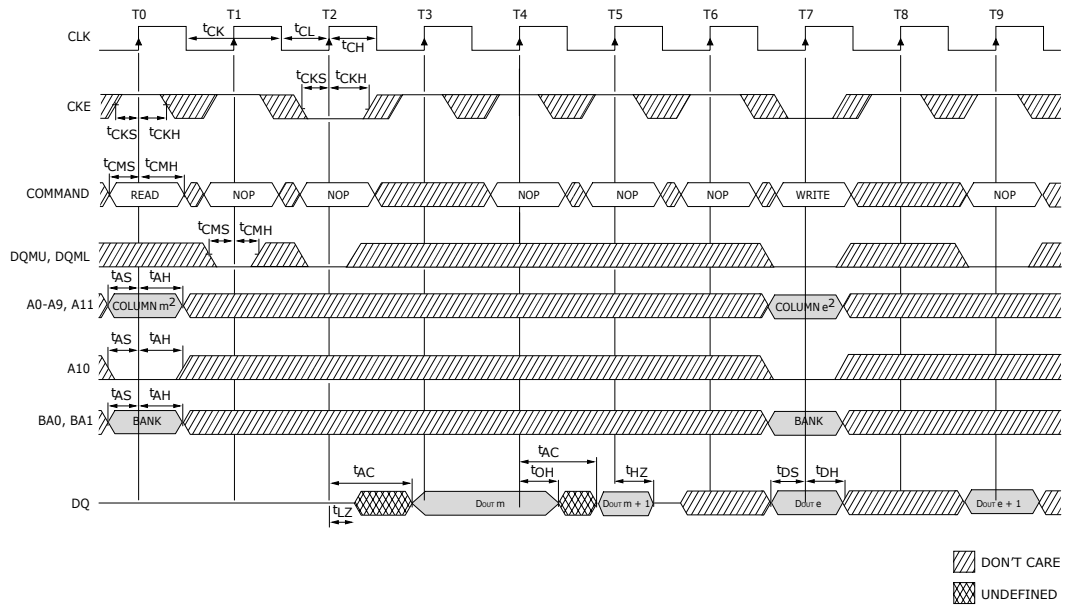 T0 T1 T2 T3 T4 T5 T6 T7 T8 T9
CLK tCK tCL tCH
tCKS tCKH
CKE
tCKS tCKH
tCMS tCMH
COMMAND READ NOP NOP NOP NOP NOP WRITE NOP
tCMS tCMH
DQMU, DQML
tAS tAH
A0-A9, A11 COLUMN m2 COLUMN e2
tAS tAH
A10
tAS tAH
BA0, BA1 BANK BANK
tAC
tAC tOH tHZ tDS tDH
DQ DOUT m DOUT m + 1 DOUT e DOUT e + 1
tLZ
DON'T CARE
UNDEFINED